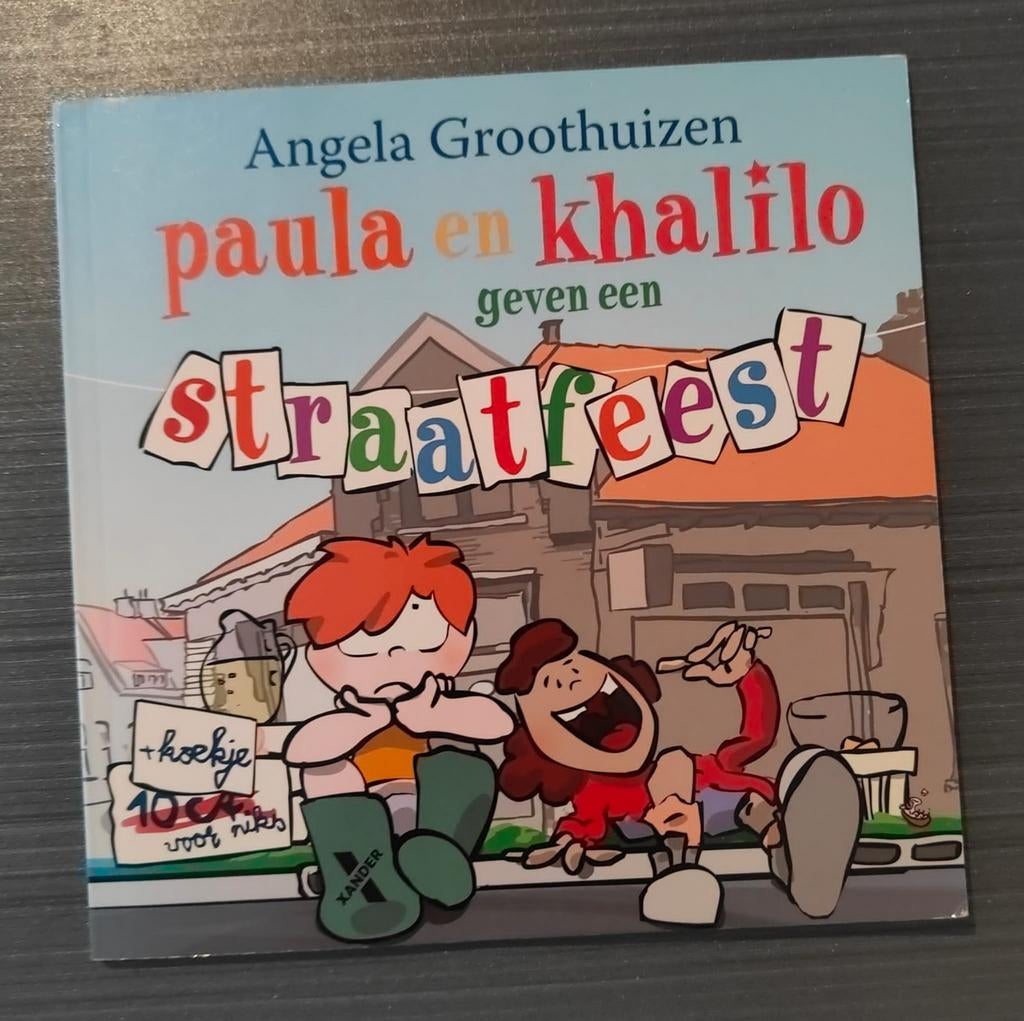 Angela Groothuizen
paula en khalilo
geven een
straatfeest
+koekje
10 ct.
voor niks
XANDER